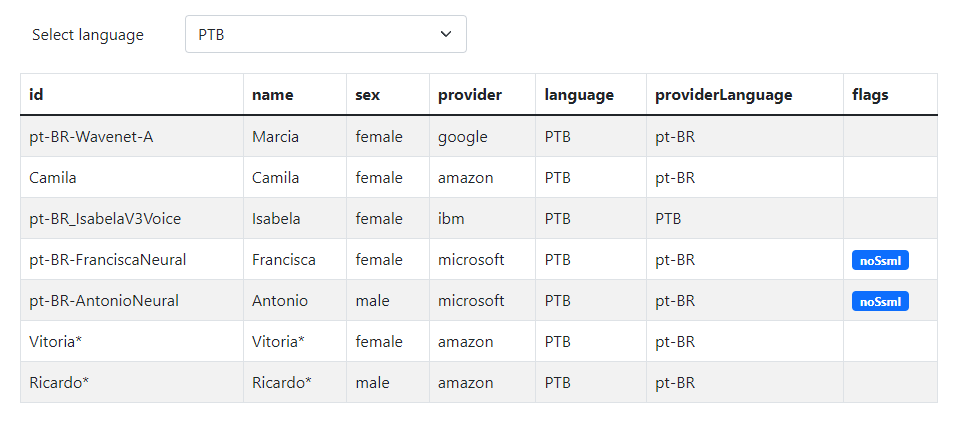 Select language PTB
id name sex provider language providerLanguage flags
pt-BR-Wavenet-A Marcia female google PTB pt-BR
Camila Camila female amazon PTB pt-BR
pt-BR_IsabelaV3Voice Isabela female ibm PTB PTB
pt-BR-FranciscaNeural Francisca female microsoft PTB pt-BR noSsml
pt-BR-AntonioNeural Antonio male microsoft PTB pt-BR noSsml
Vitoria* Vitoria* female amazon PTB pt-BR
Ricardo* Ricardo* male amazon PTB pt-BR